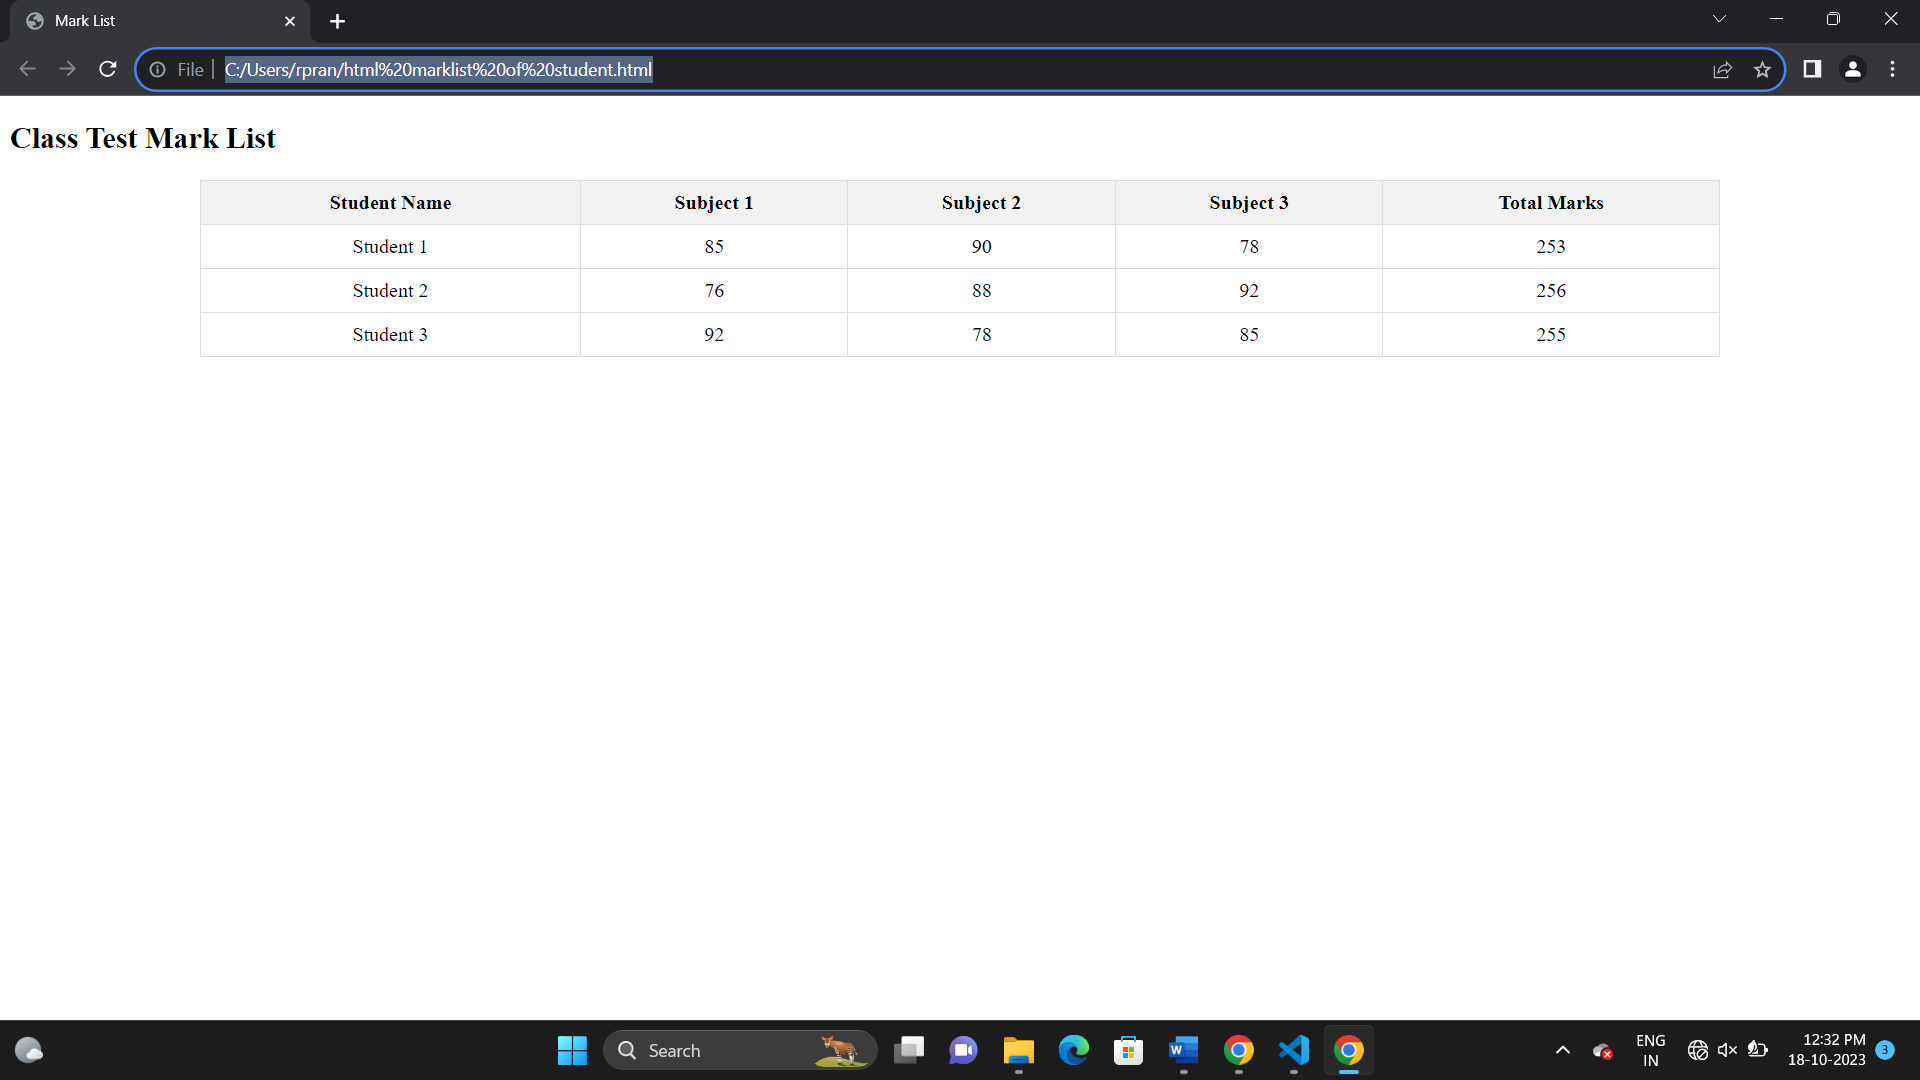 Mark List
File
C:/Users/rpran/html%20marklist%20of%20student.html
Class Test Mark List
Student Name Subject 1 Subject 2 Subject 3 Total Marks
Student 1 85 90 78 253
Student 2 76 88 92 256
Student 3 92 78 85 255
Search
W
ENG
IN
12:32 PM
18-10-2023
3